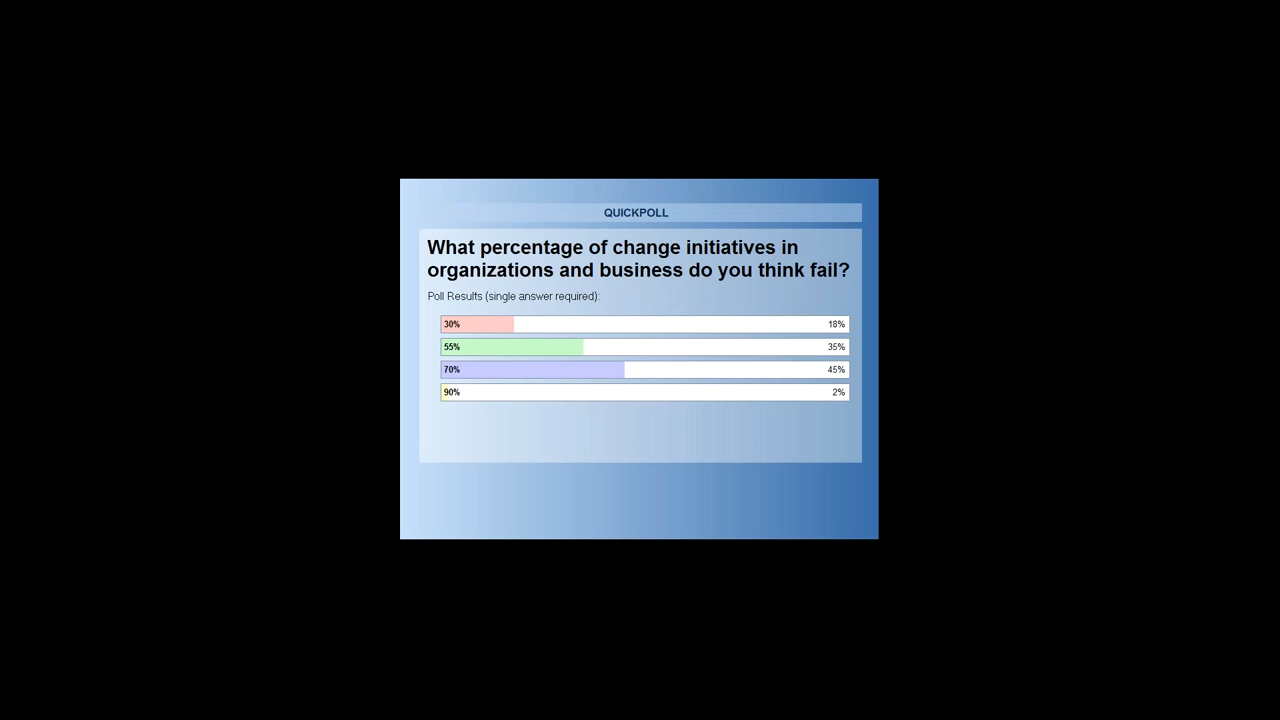 QUICKPOLL
What percentage of change initiatives in
organizations and business do you think fail?
Poll Results (single answer required):
30% 18%
55% 35%
70% 45%
90% 2%